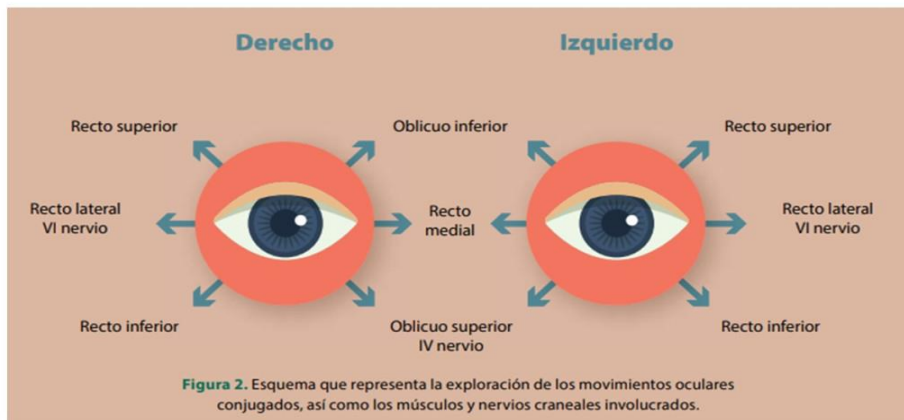 Derecho
Izquierdo
Recto superior
Oblicuo inferior
Recto superior
Recto lateral
VI nervio
Recto
medial
Recto lateral
VI nervio
Recto inferior
Oblicuo superior
IV nervio
Recto inferior
Figura 2. Esquema que representa la exploración de los movimientos oculares
conjugados, así como los músculos y nervios craneales involucrados.